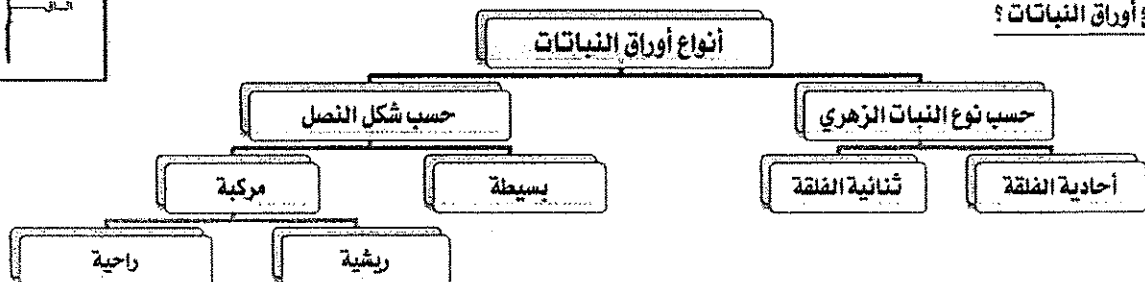 أوراق النباتات ؟
الساق
أنواع أوراق النباتات
حسب نوع النبات الزهري
حسب شكل النصل
أحادية الفلقة
ثنائية الفلقة
بسيطة
مركبة
ريشية
راحية